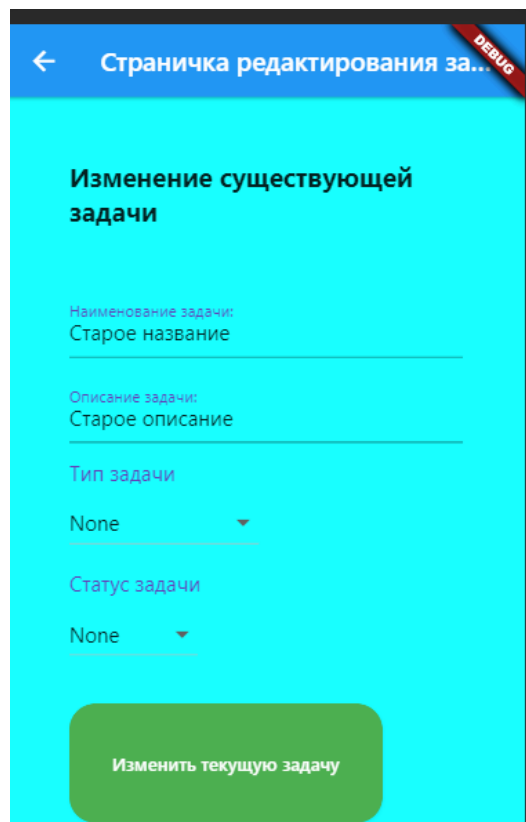 Страничка редактирования за...
DEBUG
Изменение существующей
задачи
Наименование задачи:
Старое название
Описание задачи:
Старое описание
Тип задачи
None
Статус задачи
None
Изменить текущую задачу